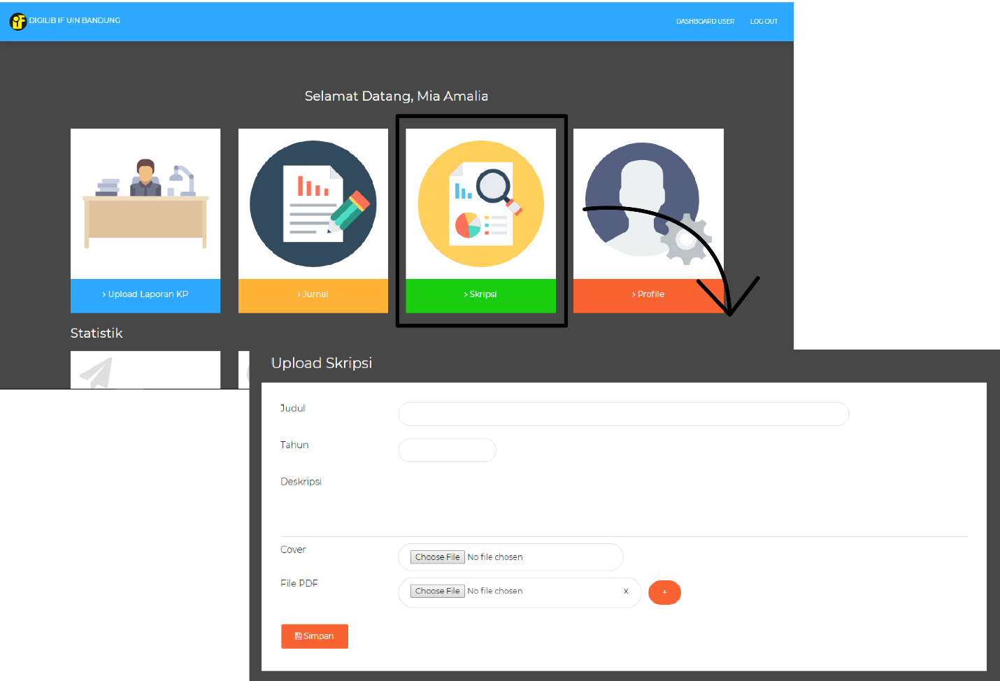 iF DIGILIB IF UIN BANDUNG
DASHBOARD USER LOG OUT
Selamat Datang, Mia Amalia
> Upload Laporan KP
> Jurnal
> Skripsi
> Profile
Statistik
Upload Skripsi
Judul
Tahun
Deskripsi
Cover Choose File No file chosen
File PDF Choose File No file chosen x +
Simpan